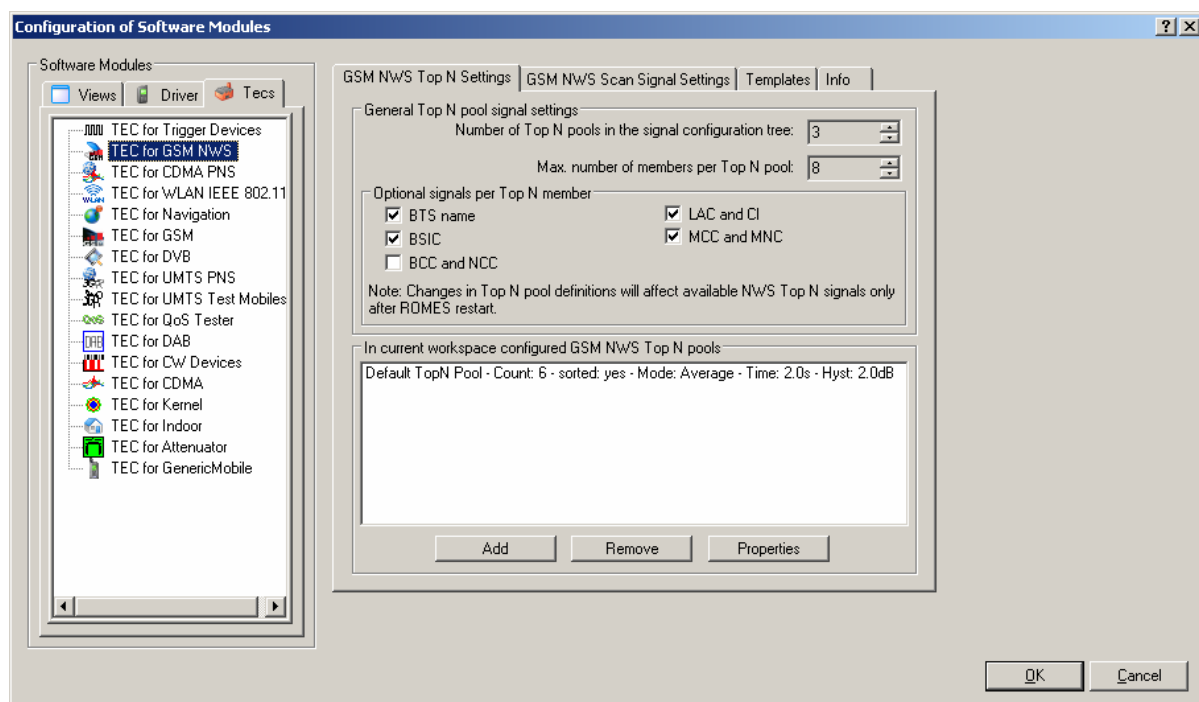 Configuration of Software Modules
Software Modules
Views
Driver
Tecs
TEC for Trigger Devices
TEC for GSM NWS
TEC for CDMA PNS
TEC for WLAN IEEE 802.11
TEC for Navigation
TEC for GSM
TEC for DVB
TEC for UMTS PNS
TEC for UMTS Test Mobiles
TEC for QoS Tester
TEC for DAB
TEC for CW Devices
TEC for CDMA
TEC for Kernel
TEC for Indoor
TEC for Attenuator
TEC for GenericMobile
GSM NWS Top N Settings
GSM NWS Scan Signal Settings
Templates
Info
General Top N pool signal settings
Number of Top N pools in the signal configuration tree: 3
Max. number of members per Top N pool: 8
Optional signals per Top N member
BTS name
LAC and CI
BSIC
MCC and MNC
BCC and NCC
Note: Changes in Top N pool definitions will affect available NWS Top N signals only
after ROMES restart.
In current workspace configured GSM NWS Top N pools
Default TopN Pool - Count: 6 - sorted: yes - Mode: Average - Time: 2.0s - Hyst: 2.0dB
Add
Remove
Properties
OK
Cancel